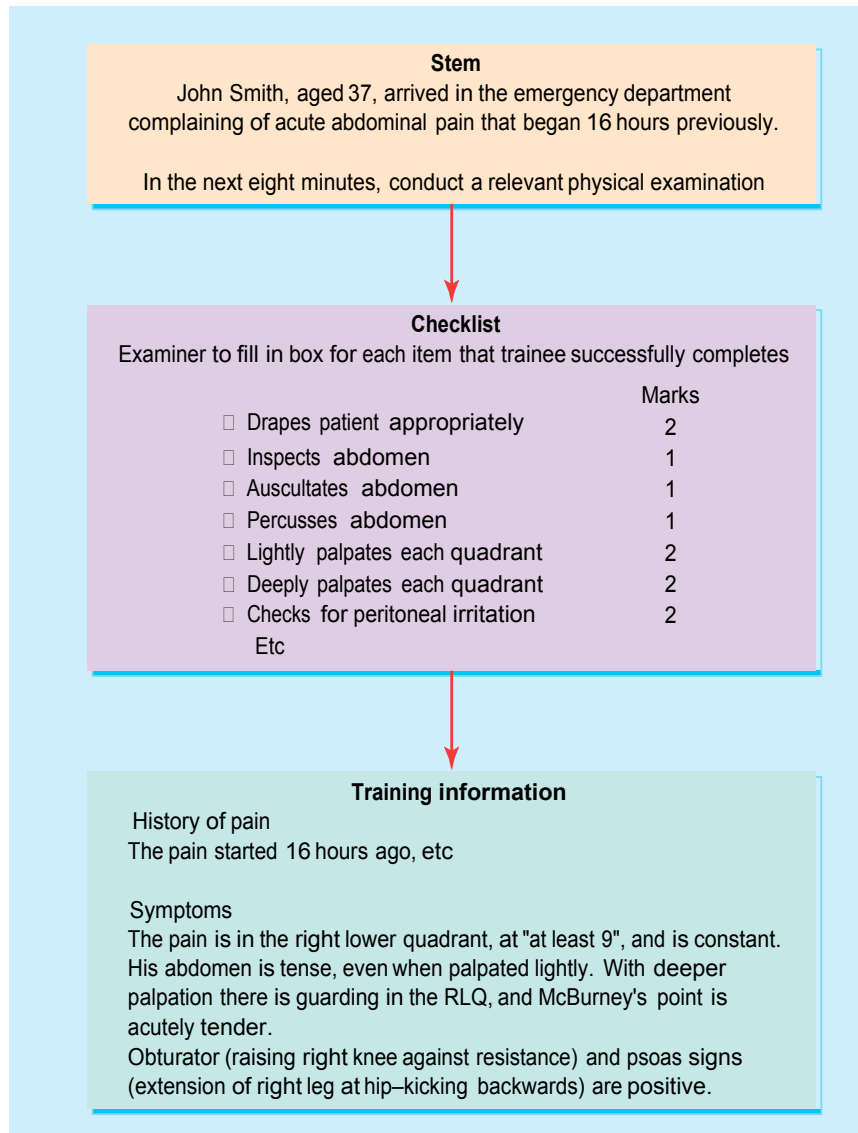 Stem
John Smith, aged 37, arrived in the emergency department
complaining of acute abdominal pain that began 16 hours previously.
In the next eight minutes, conduct a relevant physical examination
Checklist
Examiner to fill in box for each item that trainee successfully completes
Marks
□ Drapes patient appropriately 2
□ Inspects abdomen 1
□ Auscultates abdomen 1
□ Percusses abdomen 1
□ Lightly palpates each quadrant 2
□ Deeply palpates each quadrant 2
□ Checks for peritoneal irritation 2
Etc
Training information
History of pain
The pain started 16 hours ago, etc
Symptoms
The pain is in the right lower quadrant, at "at least 9", and is constant.
His abdomen is tense, even when palpated lightly. With deeper
palpation there is guarding in the RLQ, and McBurney's point is
acutely tender.
Obturator (raising right knee against resistance) and psoas signs
(extension of right leg at hip–kicking backwards) are positive.